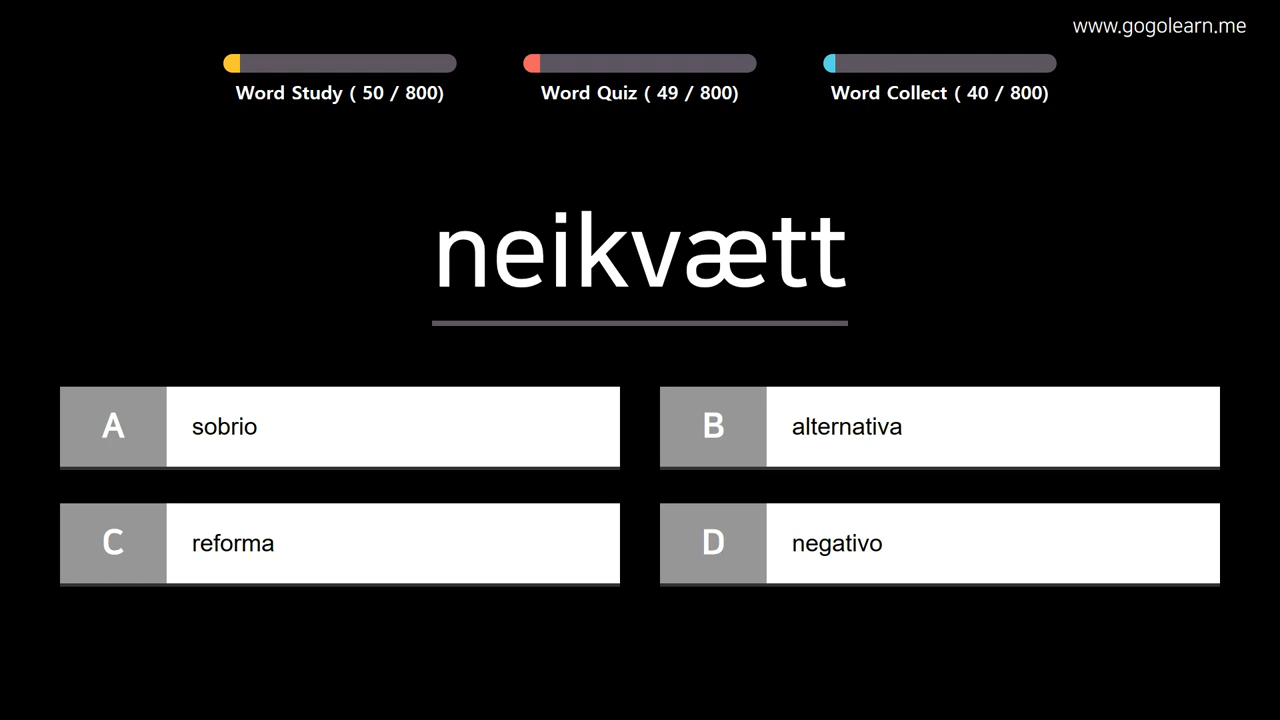 www.gogolearn.me
Word Study ( 50 / 800)
Word Quiz ( 49 / 800)
Word Collect ( 40 / 800)
neikvætt
A sobrio
B alternativa
C reforma
D negativo